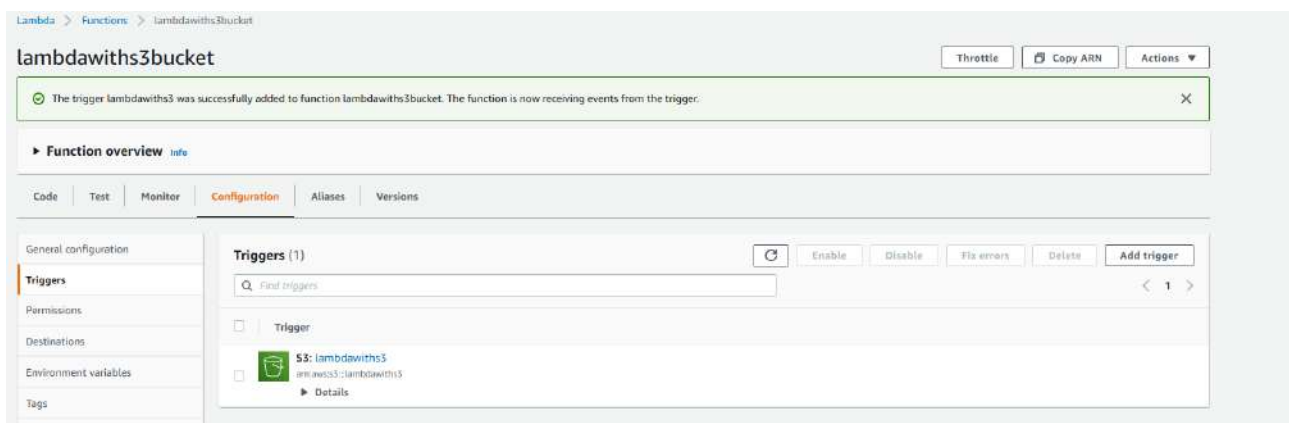 Lambda > Functions > lambdawiths3bucket
lambdawiths3bucket
Throttle
Copy ARN
Actions ▼
The trigger lambdawiths3 was successfully added to function lambdawiths3bucket. The function is now receiving events from the trigger.
▶ Function overview Info
Code Test Monitor Configuration Aliases Versions
General configuration
Triggers
Permissions
Destinations
Environment variables
Tags
Triggers (1)
Enable
Disable
Fix errors
Delete
Add trigger
Find triggers
< 1 >
Trigger
S3: lambdawiths3
arn:aws:s3:::lambdawiths3
▶ Details